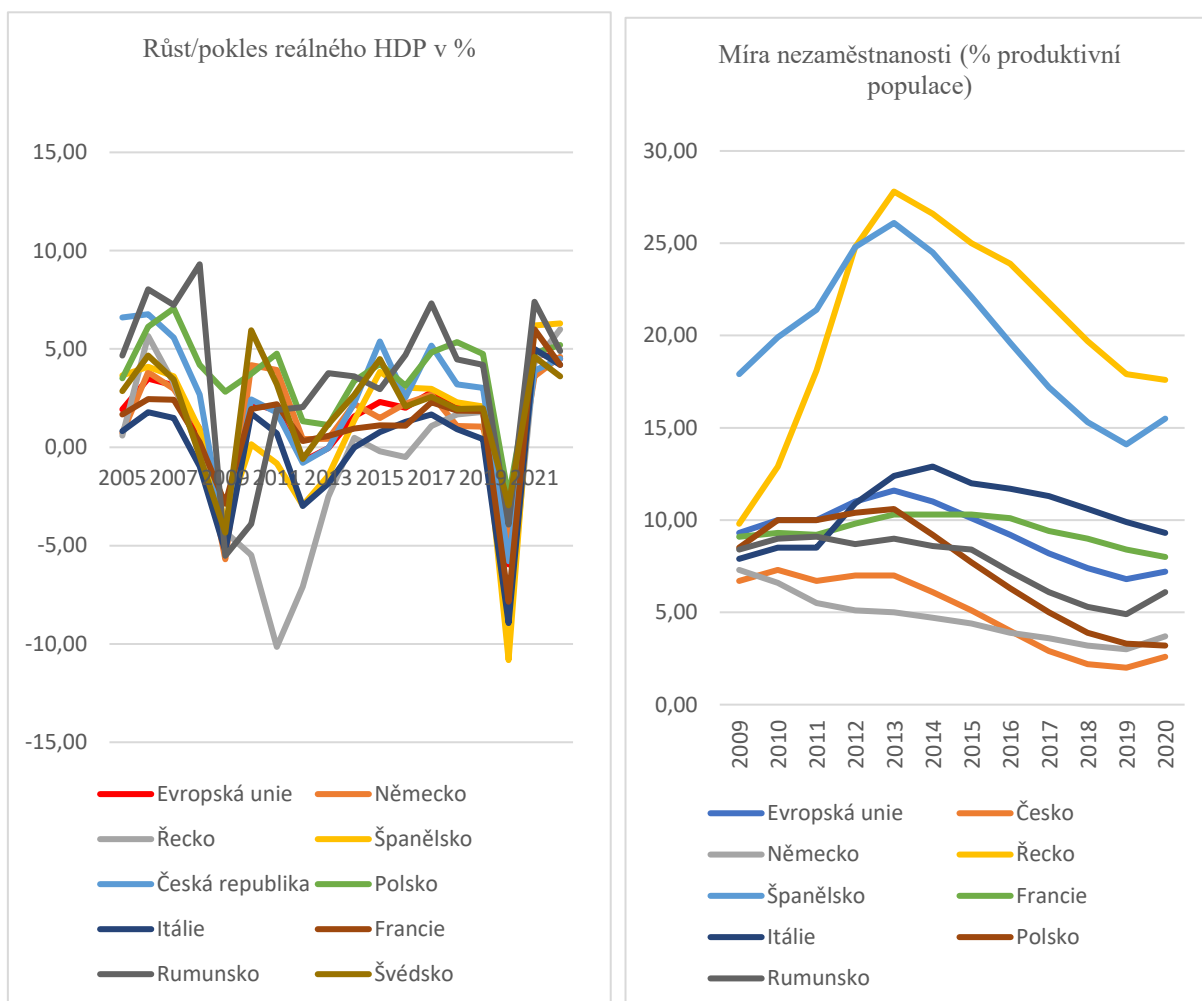 Růst/pokles reálného HDP v %
15,00
10,00
5,00
0,00
2005 2007 2009 2011 2013 2015 2017 2019 2021
-5,00
-10,00
-15,00
Evropská unie Německo
Řecko Španělsko
Česká republika Polsko
Itálie Francie
Rumunsko Švédsko
Míra nezaměstnanosti (% produktivní
populace)
30,00
25,00
20,00
15,00
10,00
5,00
0,00
2009 2010 2011 2012 2013 2014 2015 2016 2017 2018 2019 2020
Evropská unie Česko
Německo Řecko
Španělsko Francie
Itálie Polsko
Rumunsko